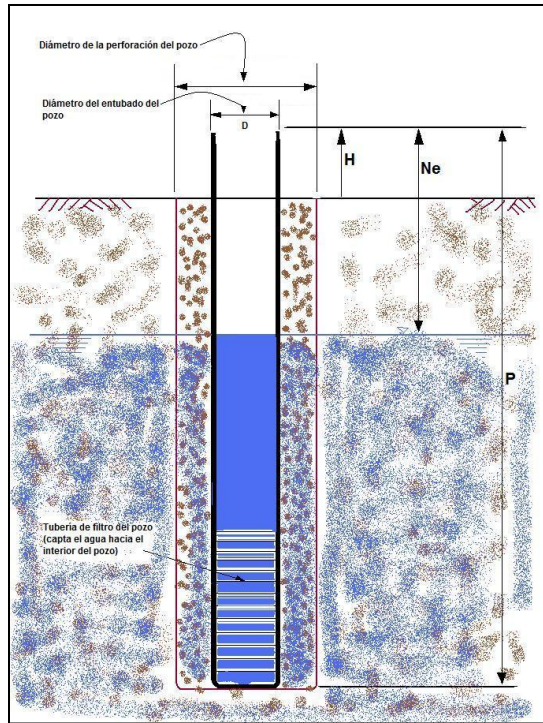 Diámetro de la perforación del pozo
Diámetro del entubado del
pozo
D
H
Ne
P
Tubería de filtro del pozo
(capta el agua hacia el
interior del pozo)